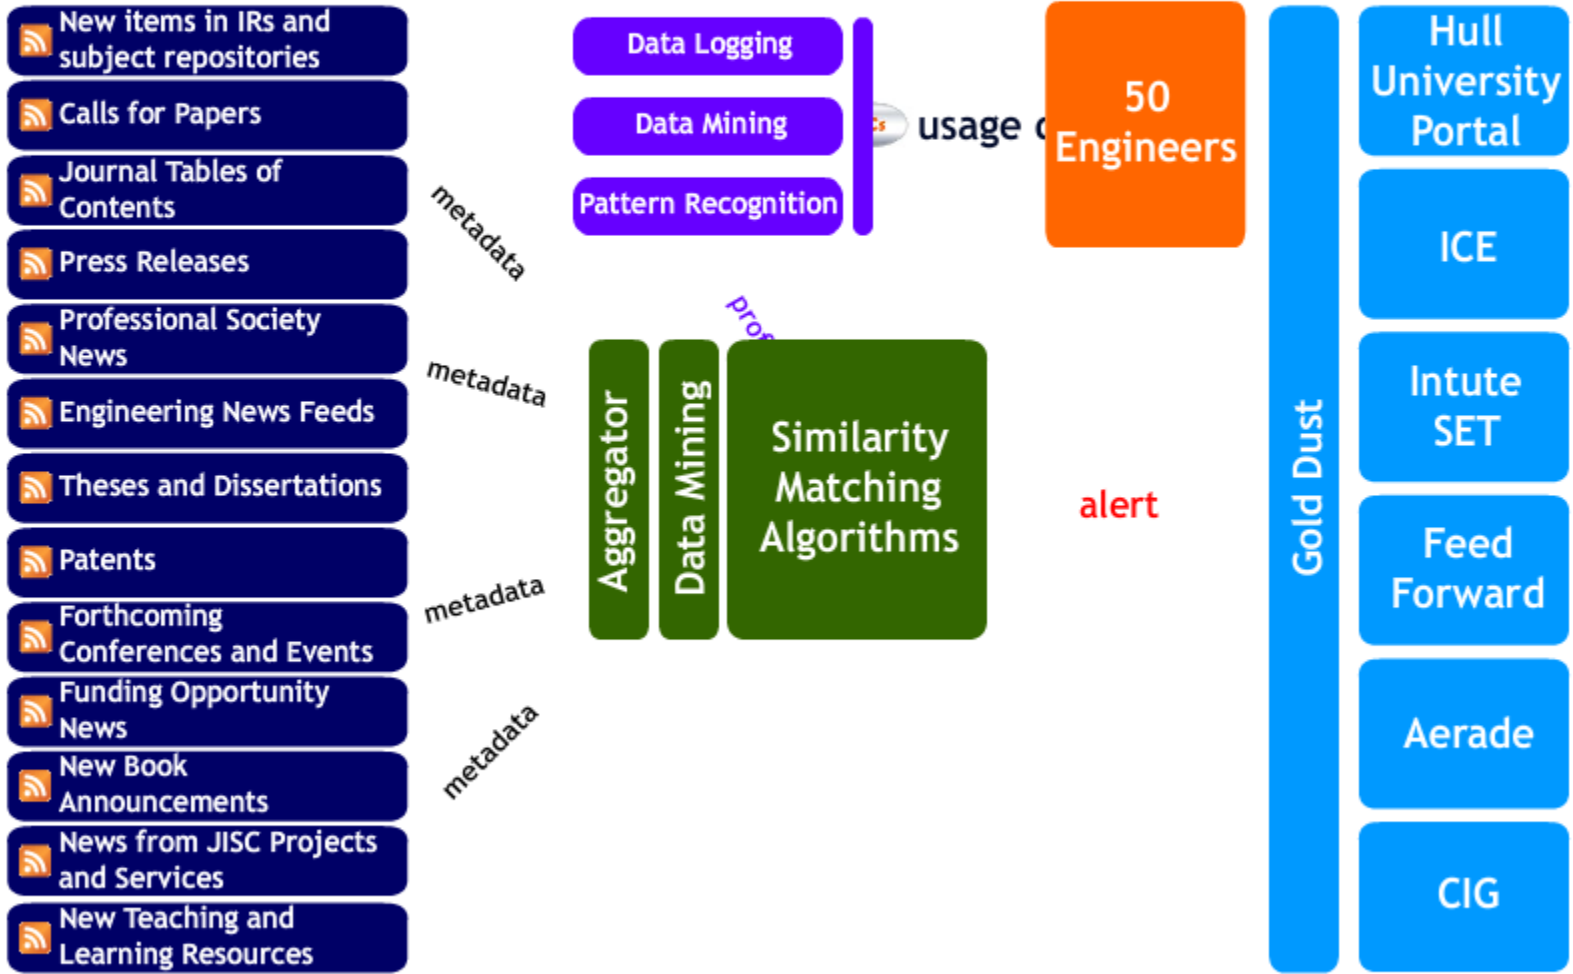 New items in IRs and
subject repositories
Calls for Papers
Journal Tables of
Contents
Press Releases
Professional Society
News
Engineering News Feeds
Theses and Dissertations
Patents
Forthcoming
Conferences and Events
Funding Opportunity
News
New Book
Announcements
News from JISC Projects
and Services
New Teaching and
Learning Resources
metadata
metadata
metadata
metadata
Data Logging
Data Mining
Pattern Recognition
usage
50
Engineers
Aggregator
Data Mining
Similarity
Matching
Algorithms
alert
Gold Dust
Hull
University
Portal
ICE
Intute
SET
Feed
Forward
Aerade
CIG